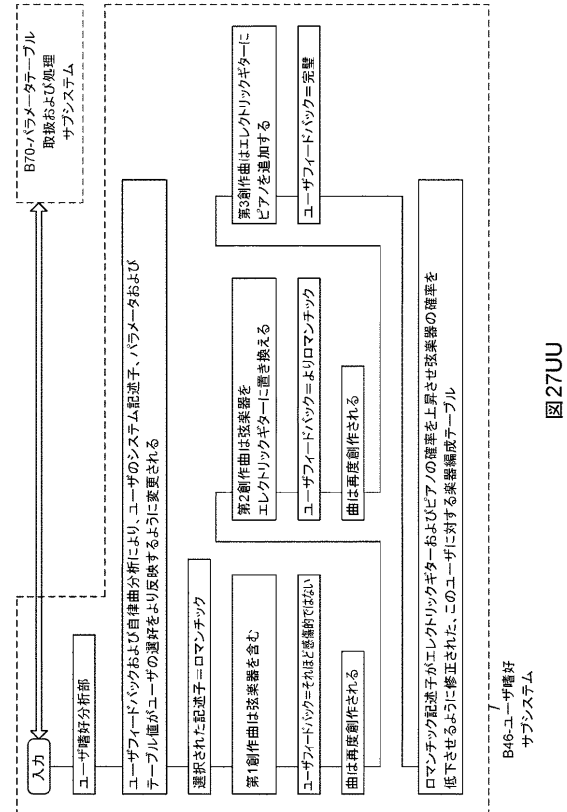 入力
B70-パラメータテーブル
取扱および処理
サブシステム
ユーザ嗜好分析部
ユーザフィードバックおよび自律曲分析により、ユーザのシステム記述子、パラメータおよび
テーブル値がユーザの選好をより反映するように変更される
選択された記述子=ロマンチック
第1創作曲は弦楽器を含む
ユーザフィードバック=それほど感傷的ではない
曲は再度創作される
第2創作曲は弦楽器を
エレクトリックギターに置き換える
ユーザフィードバック=よりロマンチック
曲は再度創作される
第3創作曲はエレクトリックギターに
ピアノを追加する
ユーザフィードバック=完璧
ロマンチック記述子がエレクトリックギターおよびピアノの確率を上昇させ弦楽器の確率を
低下させるように修正された、このユーザに対する楽器編成テーブル
B46-ユーザ嗜好
サブシステム
図27UU